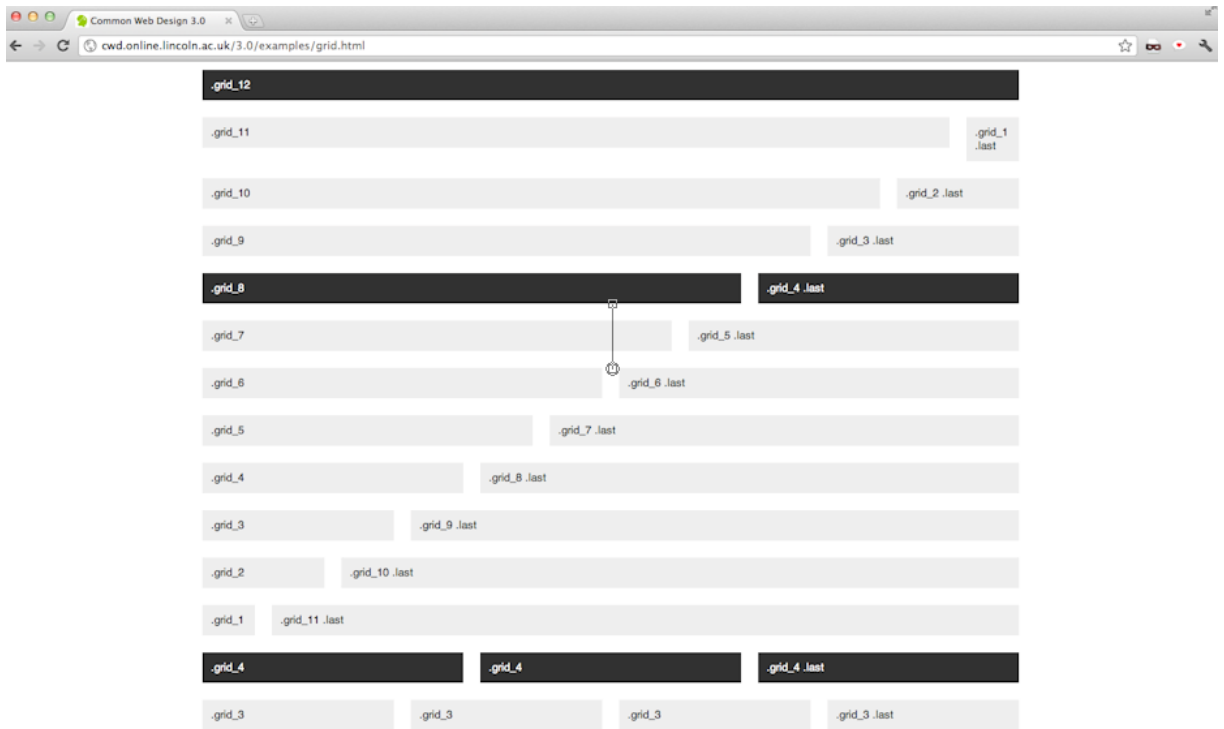 Common Web Design 3.0
cwd.online.lincoln.ac.uk/3.0/examples/grid.html
.grid_12
.grid_11
.grid_1
.last
.grid_10 .grid_2 .last
.grid_9 .grid_3 .last
.grid_8 .grid_4 .last
.grid_7 .grid_5 .last
.grid_6 .grid_6 .last
.grid_5 .grid_7 .last
.grid_4 .grid_8 .last
.grid_3 .grid_9 .last
.grid_2 .grid_10 .last
.grid_1 .grid_11 .last
.grid_4 .grid_4 .grid_4 .last
.grid_3 .grid_3 .grid_3 .grid_3 .last